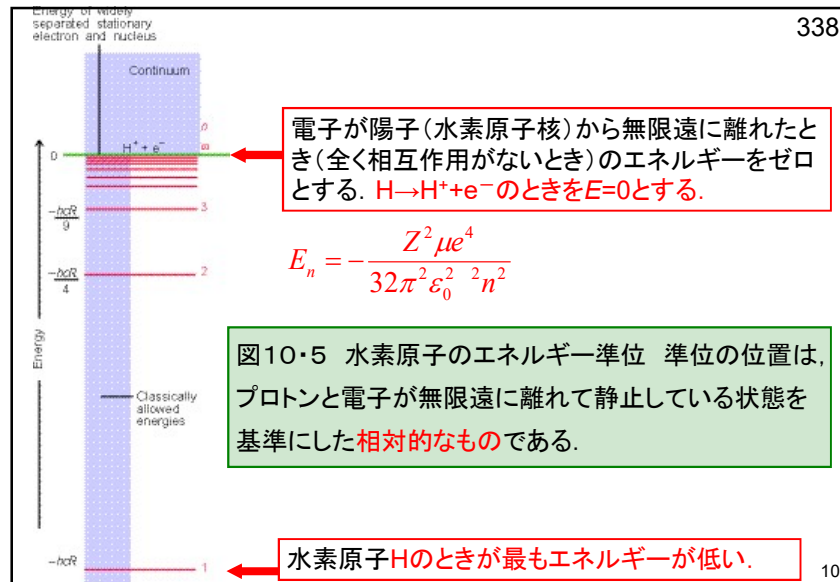 338
Energy of widely
separated stationary
electron and nucleus
Continuum
n
∞
H⁺ + e⁻
0
電子が陽子(水素原子核)から無限遠に離れたと
き(全く相互作用がないとき)のエネルギーをゼロ
とする. H→H⁺+e⁻のときをE=0とする.
-hcR/9
3
E_n = - Z²μe⁴ / 32π²ε₀² ²n²
-hcR/4
2
Energy
図10・5 水素原子のエネルギー準位 準位の位置は,
プロトンと電子が無限遠に離れて静止している状態を
基準にした相対的なものである.
Classically
allowed
energies
-hcR
1
水素原子Hのときが最もエネルギーが低い.
10